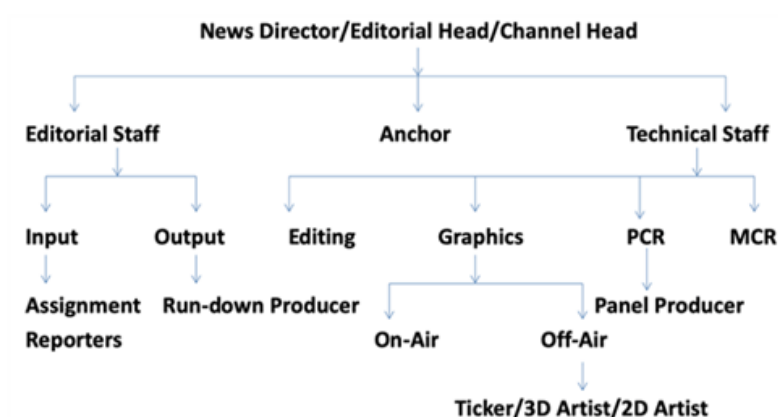 News Director/Editorial Head/Channel Head
Editorial Staff
Anchor
Technical Staff
Input
Output
Editing
Graphics
PCR
MCR
Assignment
Reporters
Run-down Producer
Panel Producer
On-Air
Off-Air
Ticker/3D Artist/2D Artist